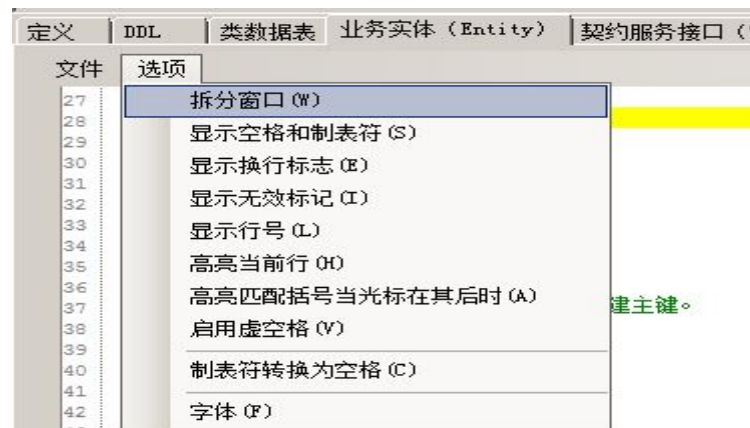 定义 DDL 类数据表 业务实体（Entity） 契约服务接口（
文件 选项
27
拆分窗口(W)
28
29
显示空格和制表符(S)
30
显示换行标志(E)
31
32
显示无效标记(I)
33
显示行号(L)
34
35
高亮当前行(H)
36
高亮匹配括号当光标在其后时(A)
37
建主键。
38
启用虚空格(V)
39
40
制表符转换为空格(C)
41
42
字体(F)